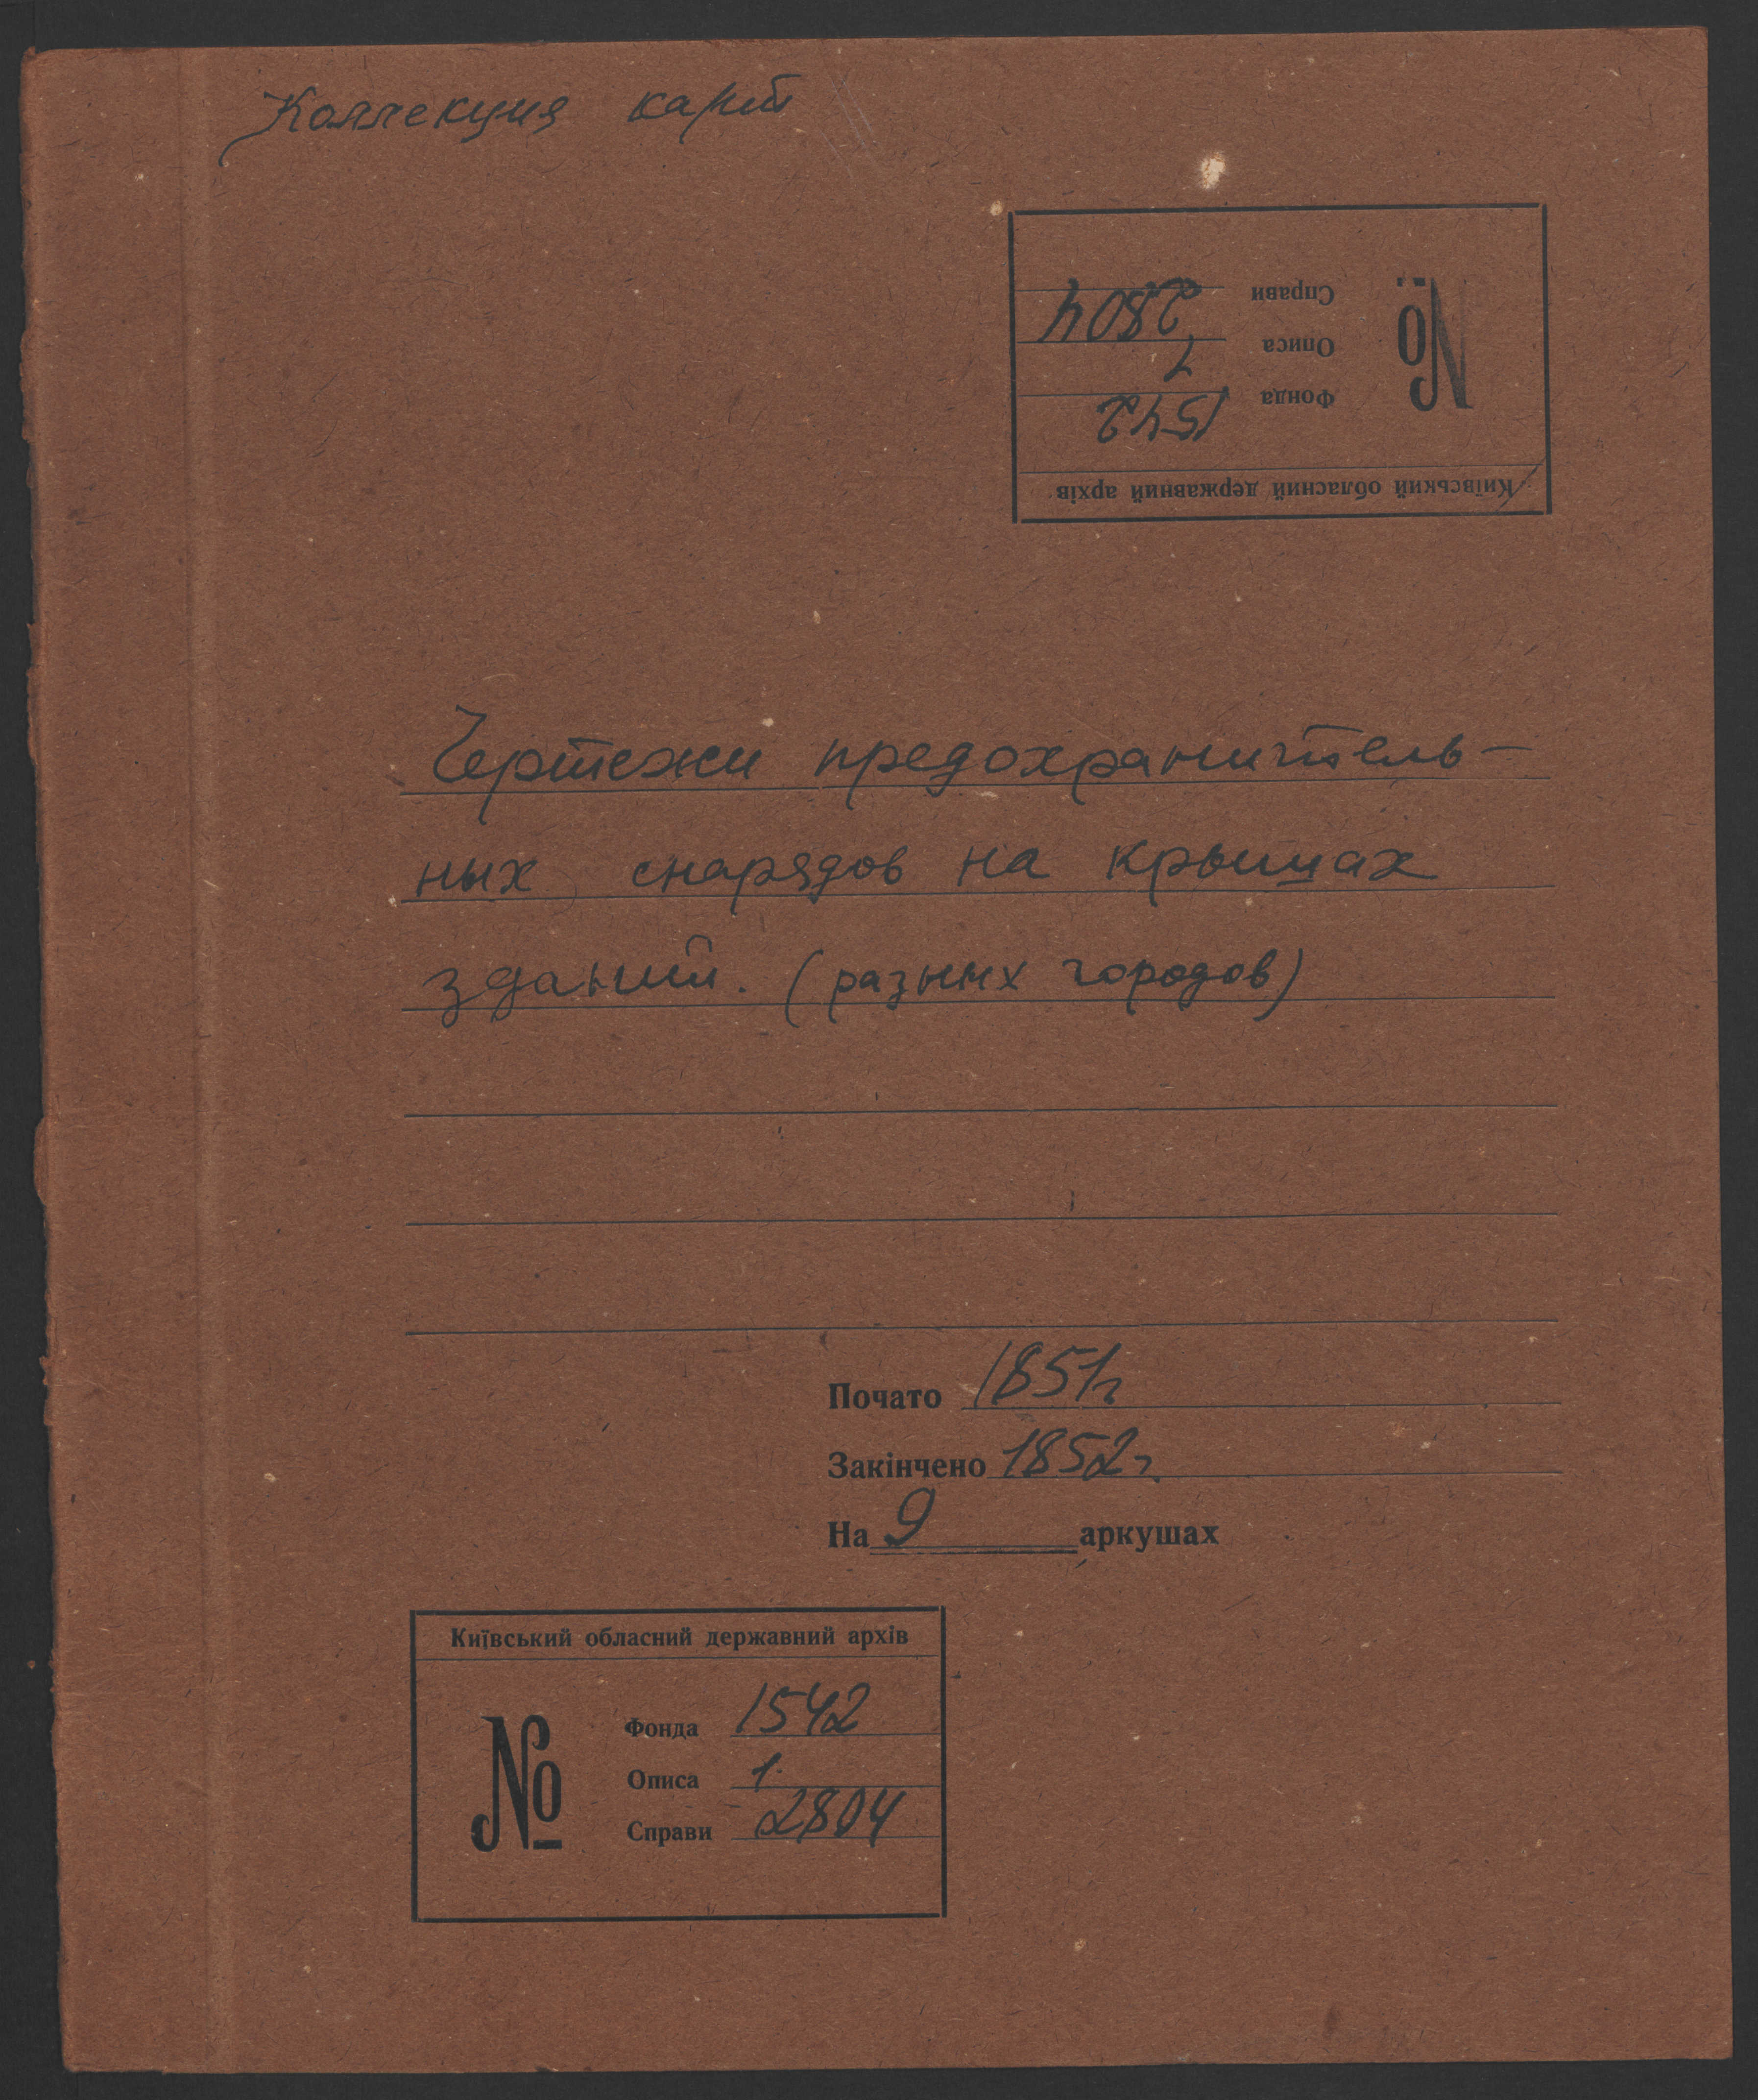 Коллекция карт
Київський обласний державний архів
№
Фонда 1542
Описа 1
Справи 2804
Чертежи предохранитель-
ных снарядов на крышах
зданий. (разных городов)
Почато 1851г
Закінчено 1852г.
На 9 аркушах
Київський обласний державний архів
№
Фонда 1542
Описа 1.
Справи 2804